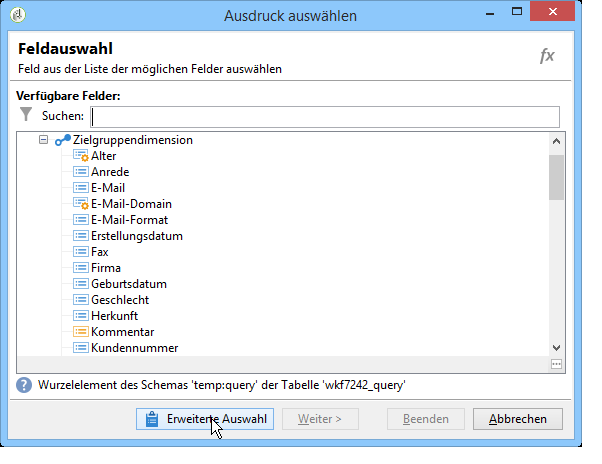 Ausdruck auswählen
Feldauswahl
Feld aus der Liste der möglichen Felder auswählen
fx
Verfügbare Felder:
Suchen:
Zielgruppendimension
Alter
Anrede
E-Mail
E-Mail-Domain
E-Mail-Format
Erstellungsdatum
Fax
Firma
Geburtsdatum
Geschlecht
Herkunft
Kommentar
Kundennummer
Wurzelelement des Schemas 'temp:query' der Tabelle 'wkf7242_query'
Erweiterte Auswahl Weiter > Beenden Abbrechen